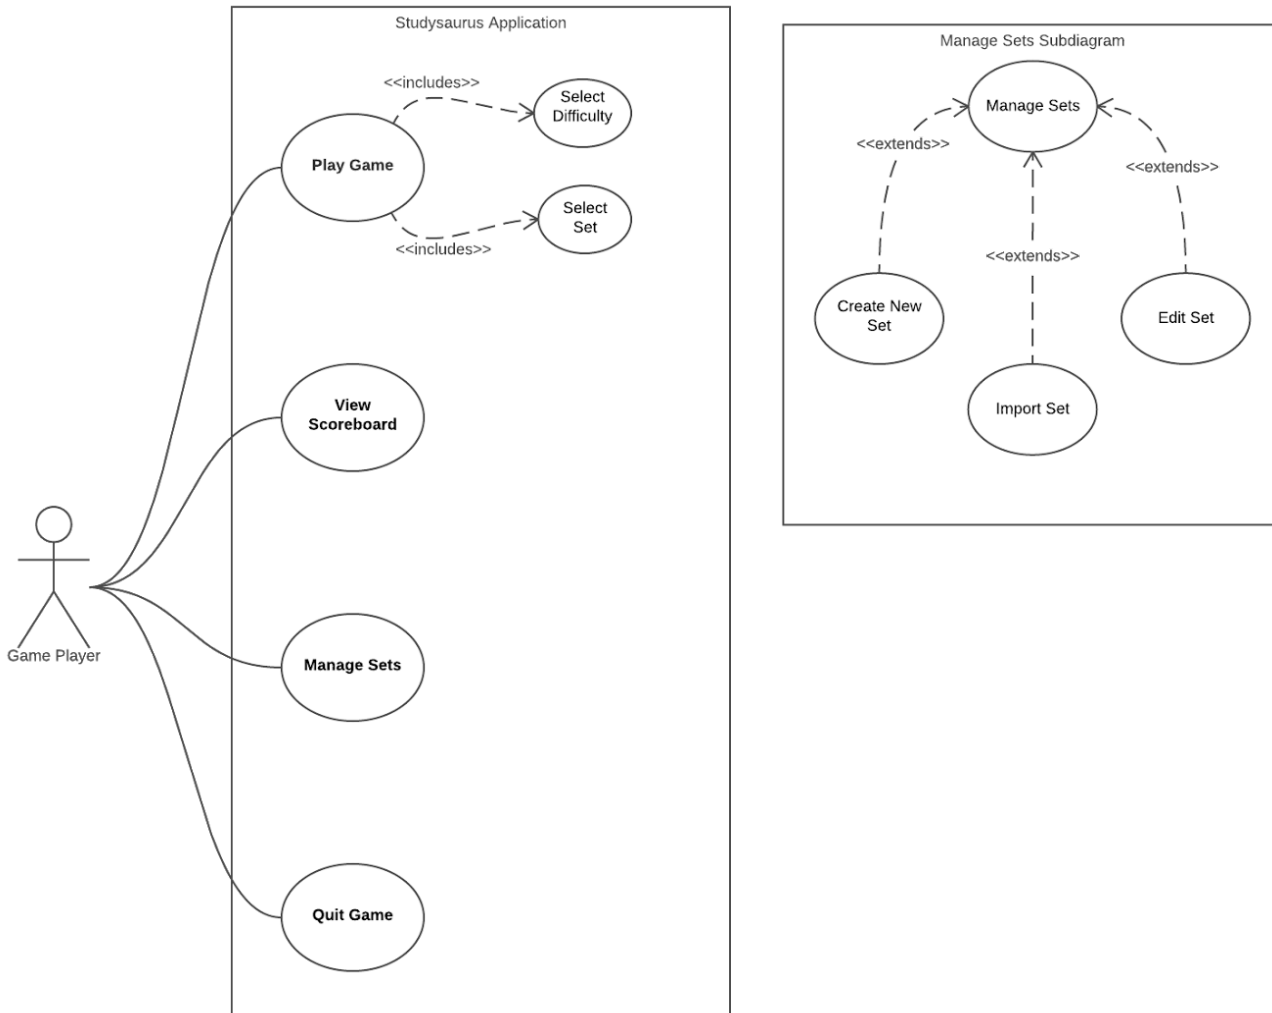 Studysaurus Application
<<includes>>
Select
Difficulty
Play Game
Select
Set
<<includes>>
View
Scoreboard
Game Player
Manage Sets
Quit Game
Manage Sets Subdiagram
Manage Sets
<<extends>>
<<extends>>
<<extends>>
Create New
Set
Edit Set
Import Set